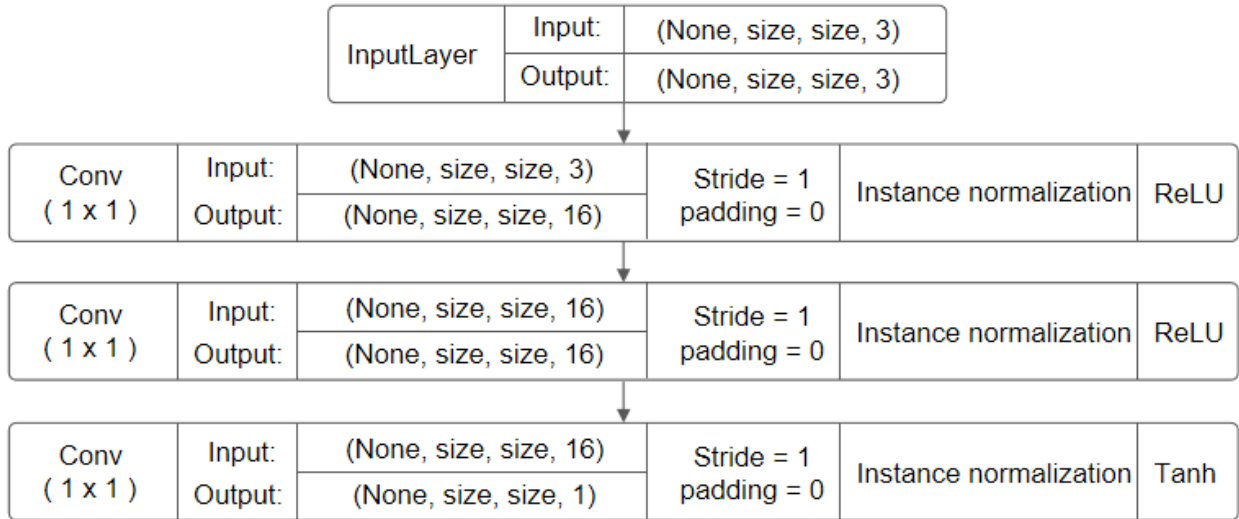 InputLayer
Input:
(None, size, size, 3)
Output:
(None, size, size, 3)
Conv
( 1 x 1 )
Input:
(None, size, size, 3)
Output:
(None, size, size, 16)
Stride = 1
padding = 0
Instance normalization
ReLU
Conv
( 1 x 1 )
Input:
(None, size, size, 16)
Output:
(None, size, size, 16)
Stride = 1
padding = 0
Instance normalization
ReLU
Conv
( 1 x 1 )
Input:
(None, size, size, 16)
Output:
(None, size, size, 1)
Stride = 1
padding = 0
Instance normalization
Tanh